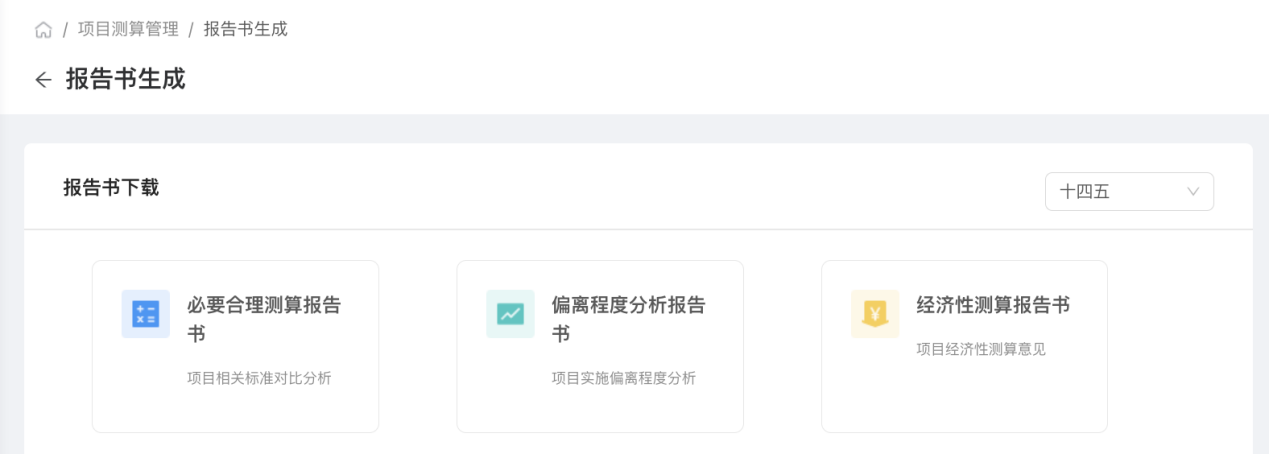 / 项目测算管理 / 报告书生成
← 报告书生成
报告书下载
十四五
必要合理测算报告
书
项目相关标准对比分析
偏离程度分析报告
书
项目实施偏离程度分析
¥
经济性测算报告书
项目经济性测算意见